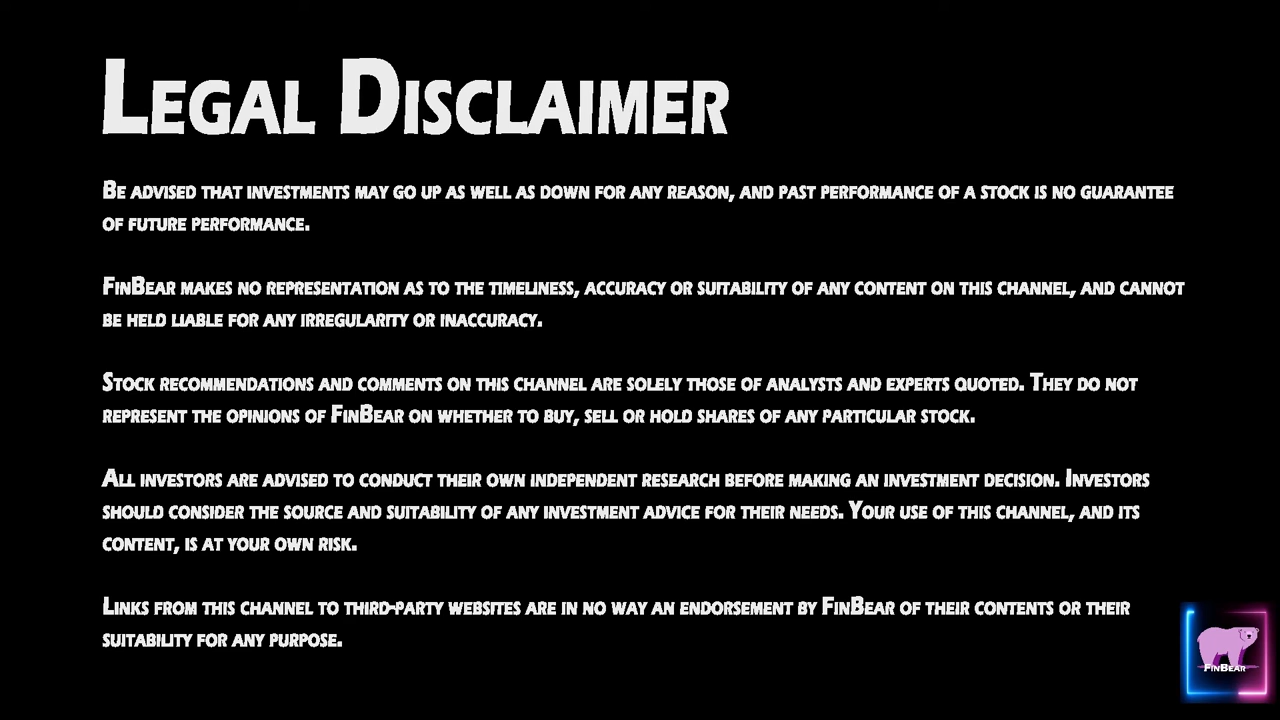 Legal Disclaimer
Be advised that investments may go up as well as down for any reason, and past performance of a stock is no guarantee
of future performance.
FinBear makes no representation as to the timeliness, accuracy or suitability of any content on this channel, and cannot
be held liable for any irregularity or inaccuracy.
Stock recommendations and comments on this channel are solely those of analysts and experts quoted. They do not
represent the opinions of FinBear on whether to buy, sell or hold shares of any particular stock.
All investors are advised to conduct their own independent research before making an investment decision. Investors
should consider the source and suitability of any investment advice for their needs. Your use of this channel, and its
content, is at your own risk.
Links from this channel to third-party websites are in no way an endorsement by FinBear of their contents or their
suitability for any purpose.
FinBear